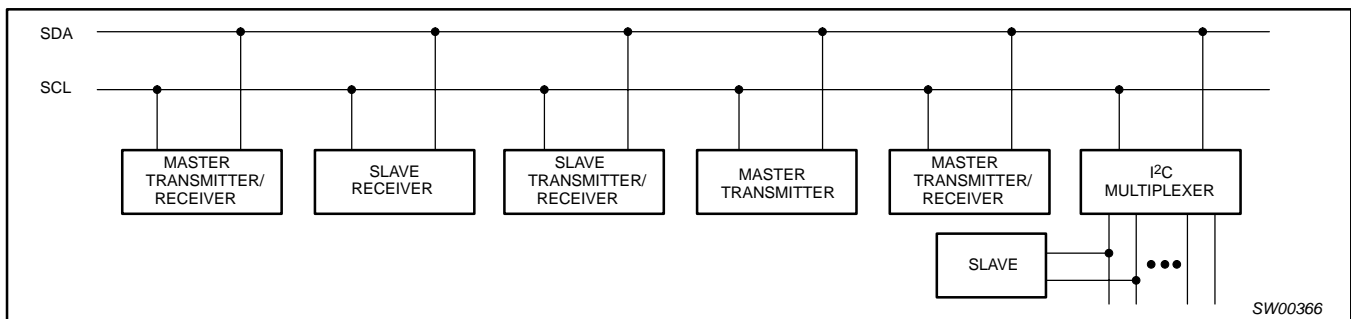 SDA
SCL
MASTER
TRANSMITTER/
RECEIVER
SLAVE
RECEIVER
SLAVE
TRANSMITTER/
RECEIVER
MASTER
TRANSMITTER
MASTER
TRANSMITTER/
RECEIVER
I²C
MULTIPLEXER
SLAVE
SW00366